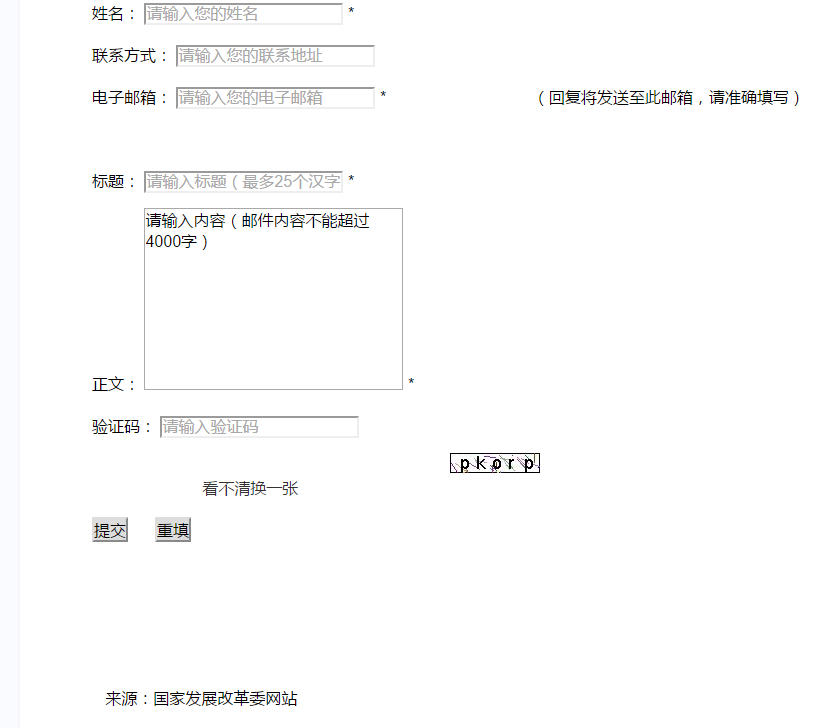 姓名： 请输入您的姓名 *
联系方式： 请输入您的联系地址
电子邮箱： 请输入您的电子邮箱 * （回复将发送至此邮箱，请准确填写）
标题： 请输入标题（最多25个汉字 *
请输入内容（邮件内容不能超过
4000字）
正文： *
验证码： 请输入验证码
pkorp
看不清换一张
提交 重填
来源：国家发展改革委网站